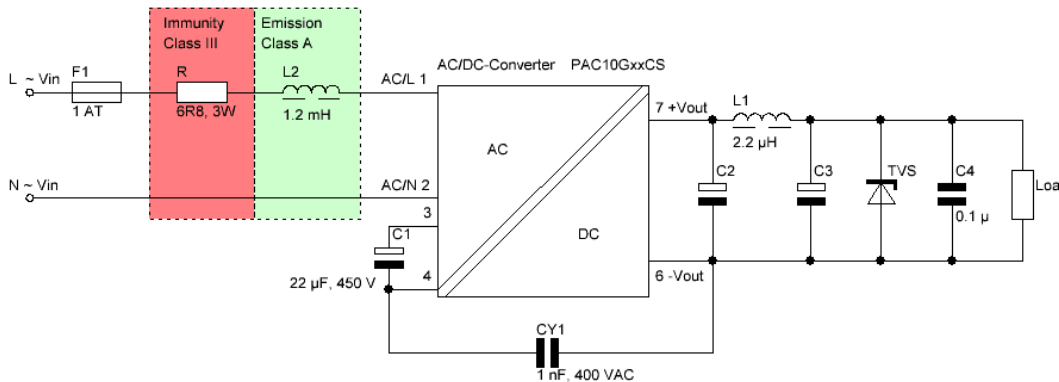 Immunity
Class III
Emission
Class A
L ~ Vin
F1
1 AT
R
6R8, 3W
L2
1.2 mH
AC/L 1
AC/DC-Converter PAC10GxxCS
7 +Vout
L1
2.2 µH
AC
DC
C2
C3
TVS
C4
0.1 µ
Loa
N ~ Vin
AC/N 2
3
C1
22 µF, 450 V
4
6 -Vout
CY1
1 nF, 400 VAC